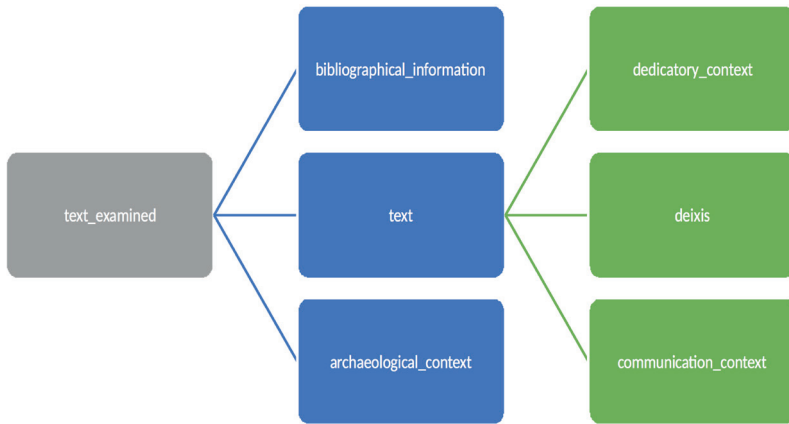 text_examined
bibliographical_information
text
archaeological_context
dedicatory_context
deixis
communication_context